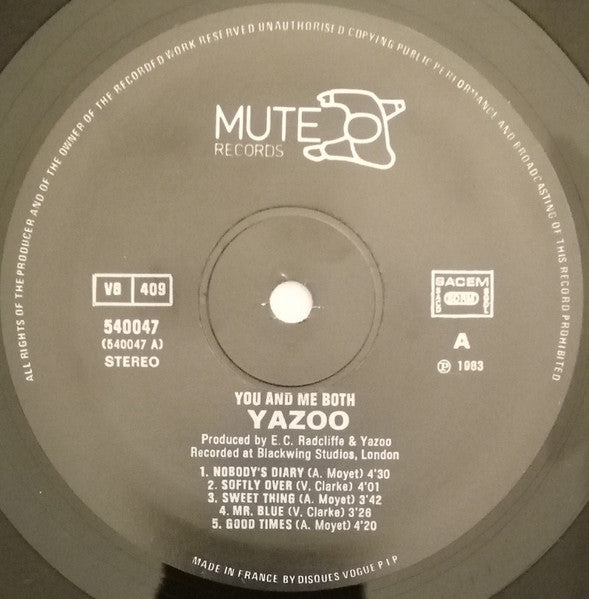 ALL RIGHTS OF THE PRODUCER AND OF THE OWNER OF THE RECORDED WORK RESERVED UNAUTHORISED COPYING PUBLIC PERFORMANCE AND BROADCASTING OF THIS RECORD PROHIBITED
MUTE
RECORDS
VG 409
540047
(540047 A)
STEREO
SACEM
A
Ⓟ 1983
YOU AND ME BOTH
YAZOO
Produced by E. C. Radcliffe & Yazoo
Recorded at Blackwing Studios, London
1. NOBODY'S DIARY (A. Moyet) 4'30
2. SOFTLY OVER (V. Clarke) 4'01
3. SWEET THING (A. Moyet) 3'42
4. MR. BLUE (V. Clarke) 3'26
5. GOOD TIMES (A. Moyet) 4'20
MADE IN FRANCE BY DISQUES VOGUE P I P